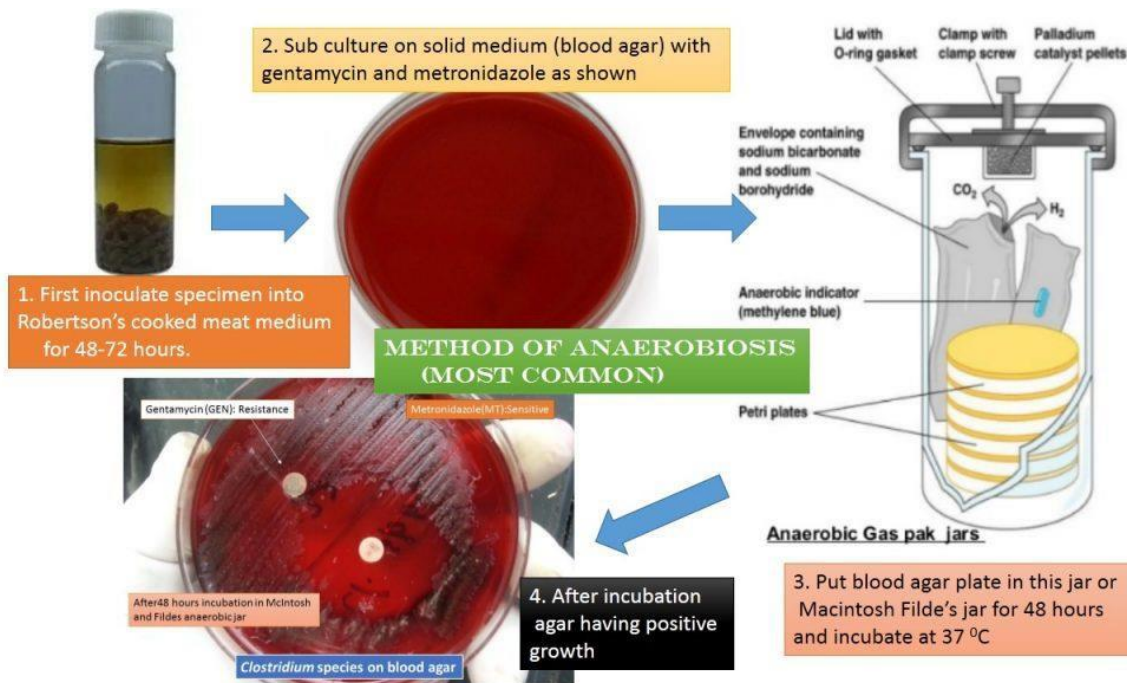 2. Sub culture on solid medium (blood agar) with
gentamycin and metronidazole as shown
1. First inoculate specimen into
Robertson's cooked meat medium
for 48-72 hours.
METHOD OF ANAEROBIOSIS
(MOST COMMON)
Lid with
O-ring gasket
Clamp with
clamp screw
Palladium
catalyst pellets
Envelope containing
sodium bicarbonate
and sodium
borohydride
CO2
H2
Anaerobic indicator
(methylene blue)
Petri plates
Anaerobic Gas pak jars
3. Put blood agar plate in this jar or
Macintosh Filde's jar for 48 hours
and incubate at 37 ⁰C
4. After incubation
agar having positive
growth
Gentamycin (GEN): Resistance
Metronidazole(MT):Sensitive
After48 hours incubation in McIntosh
and Fildes anaerobic jar
Clostridium species on blood agar